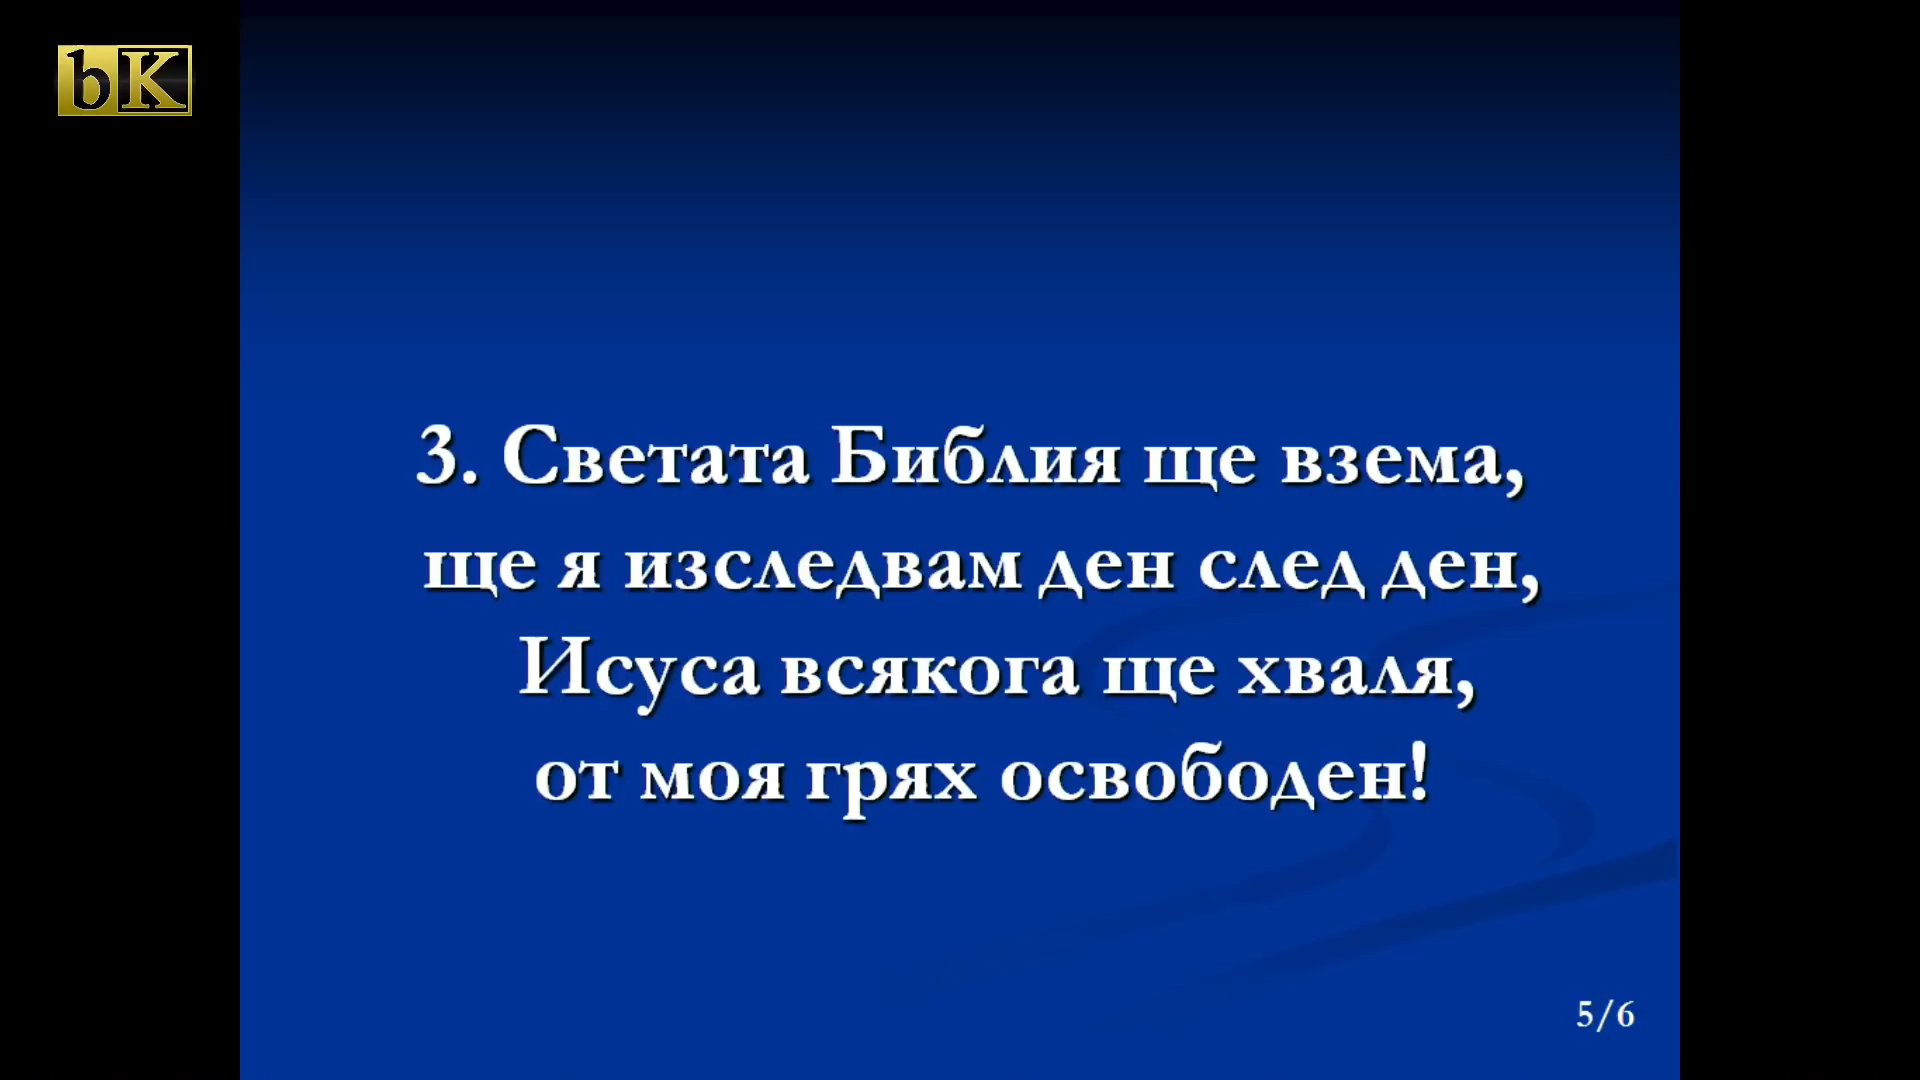 bK
3. Светата Библия ще взема,
ще я изследвам ден след ден,
Исуса всякога ще хваля,
от моя грях освободен!
5/6